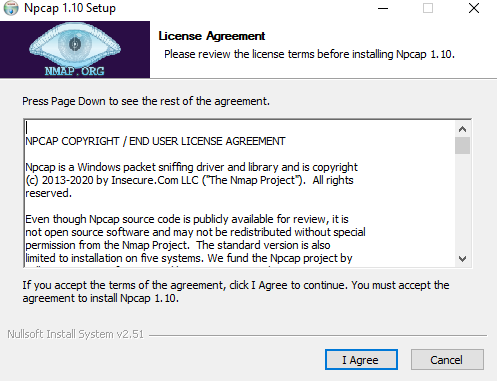 Npcap 1.10 Setup
License Agreement
Please review the license terms before installing Npcap 1.10.
NMAP.ORG
Press Page Down to see the rest of the agreement.
NPCAP COPYRIGHT / END USER LICENSE AGREEMENT
Npcap is a Windows packet sniffing driver and library and is copyright
(c) 2013-2020 by Insecure.Com LLC ("The Nmap Project").  All rights
reserved.
Even though Npcap source code is publicly available for review, it is
not open source software and may not be redistributed without special
permission from the Nmap Project.  The standard version is also
limited to installation on five systems. We fund the Npcap project by
If you accept the terms of the agreement, click I Agree to continue. You must accept the
agreement to install Npcap 1.10.
Nullsoft Install System v2.51
I Agree
Cancel